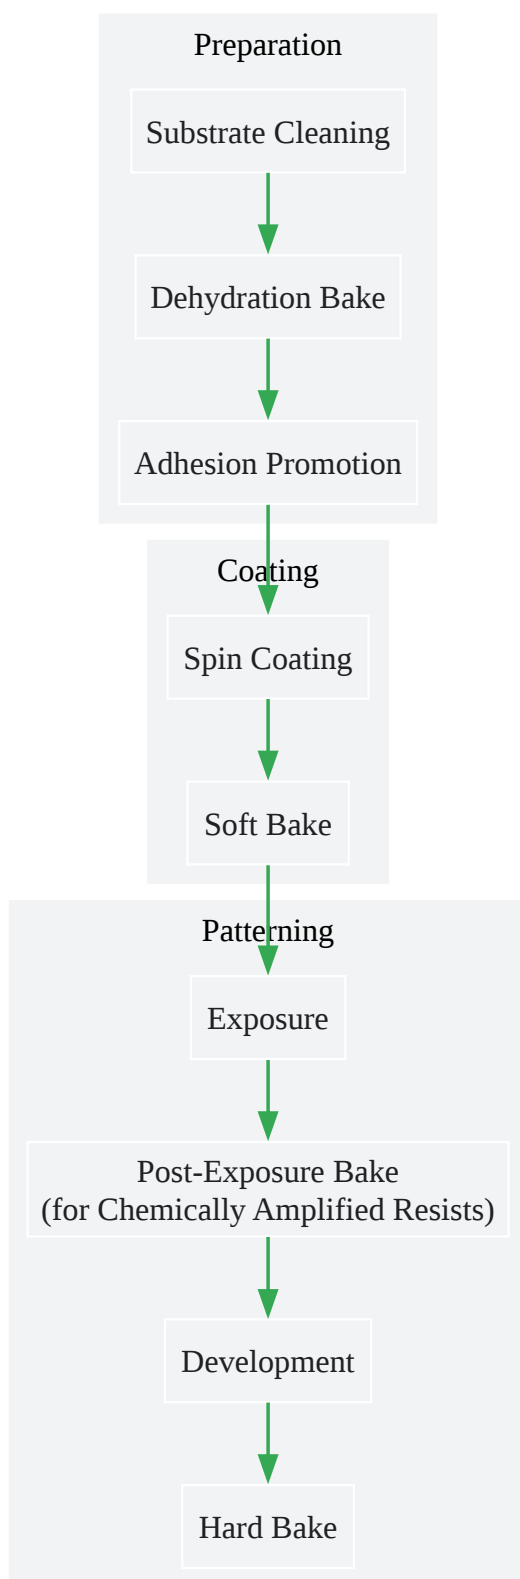 Preparation
Substrate Cleaning
Dehydration Bake
Adhesion Promotion
Coating
Spin Coating
Soft Bake
Patterning
Exposure
Post-Exposure Bake
(for Chemically Amplified Resists)
Development
Hard Bake